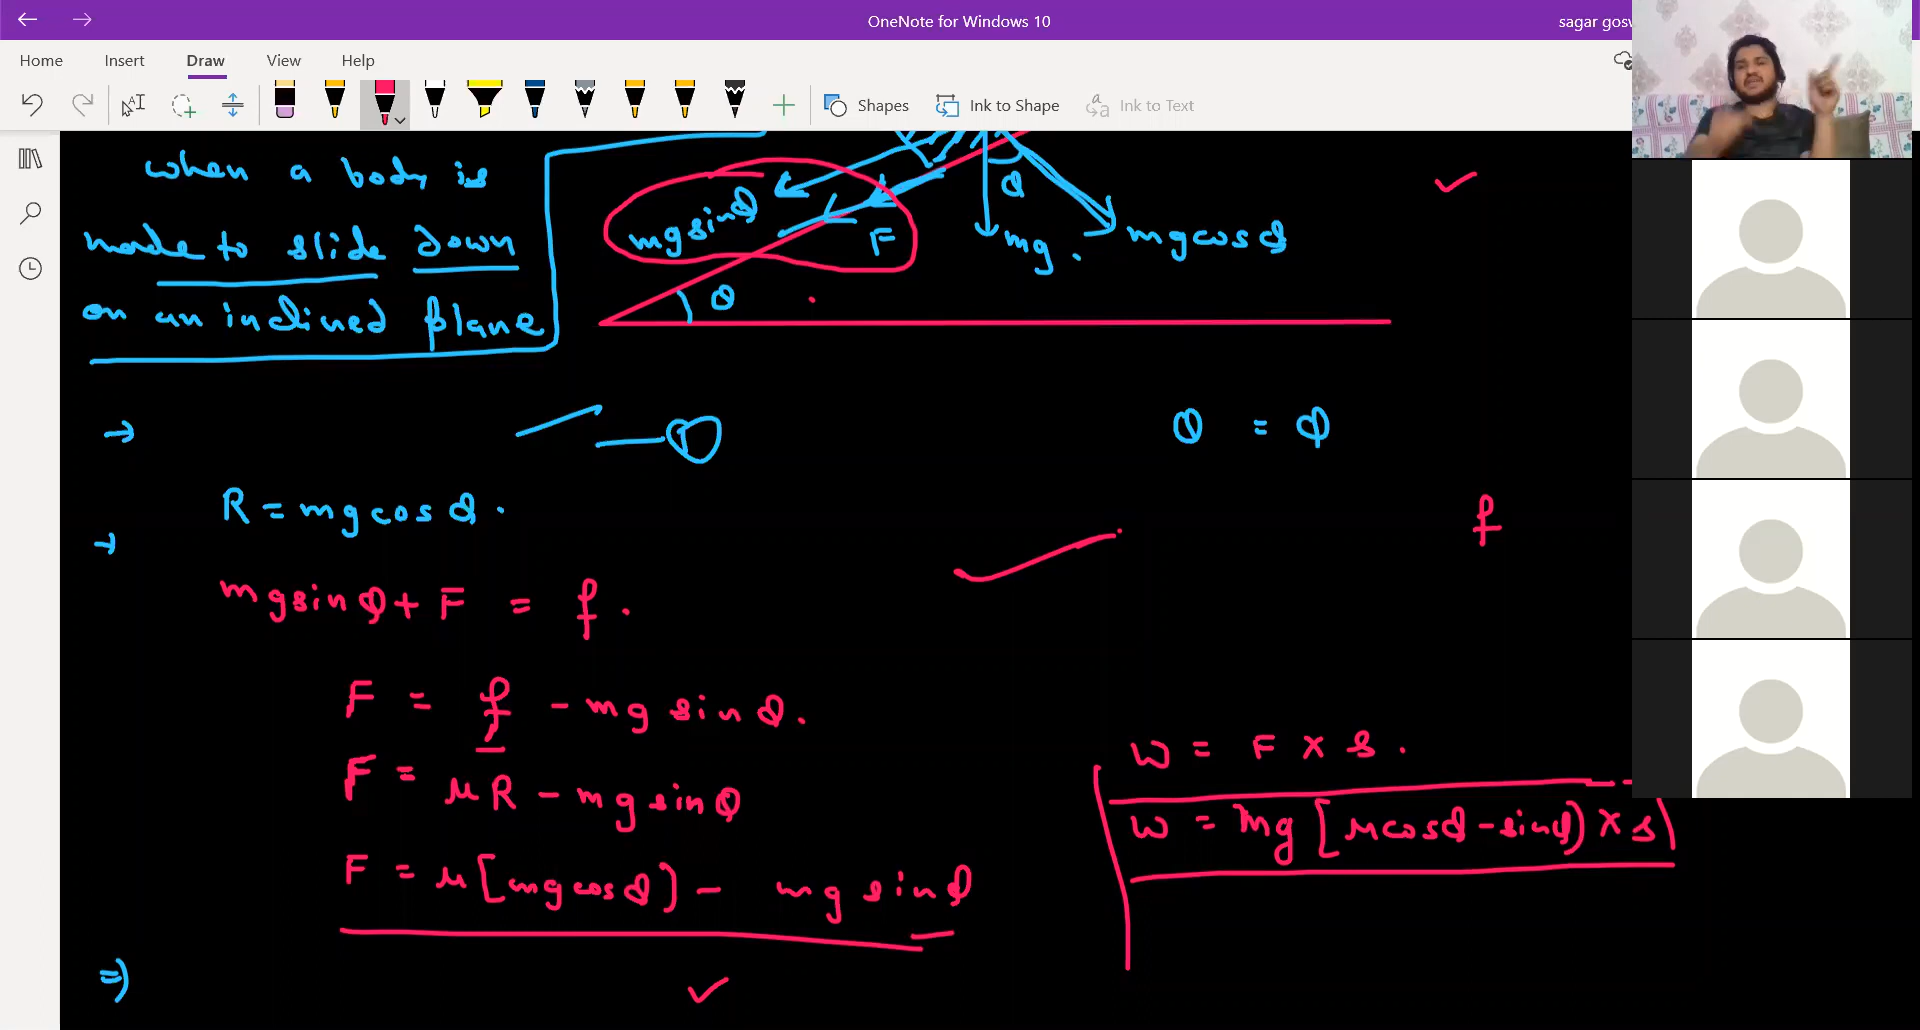 OneNote for Windows 10
sagar gosw
Home Insert Draw View Help
Shapes Ink to Shape Ink to Text
when a body is
made to slide down
on an inclined plane
mg sinθ
F
θ
mg.
mg cosθ
θ
θ = Φ
R = mg cosθ.
f
mg sinθ + F = f.
F = f - mg sinθ.
F = μR - mg sinθ
F = μ[mg cosθ) - mg sinθ
W = F x s.
W = mg [μcosθ - sinθ) x s